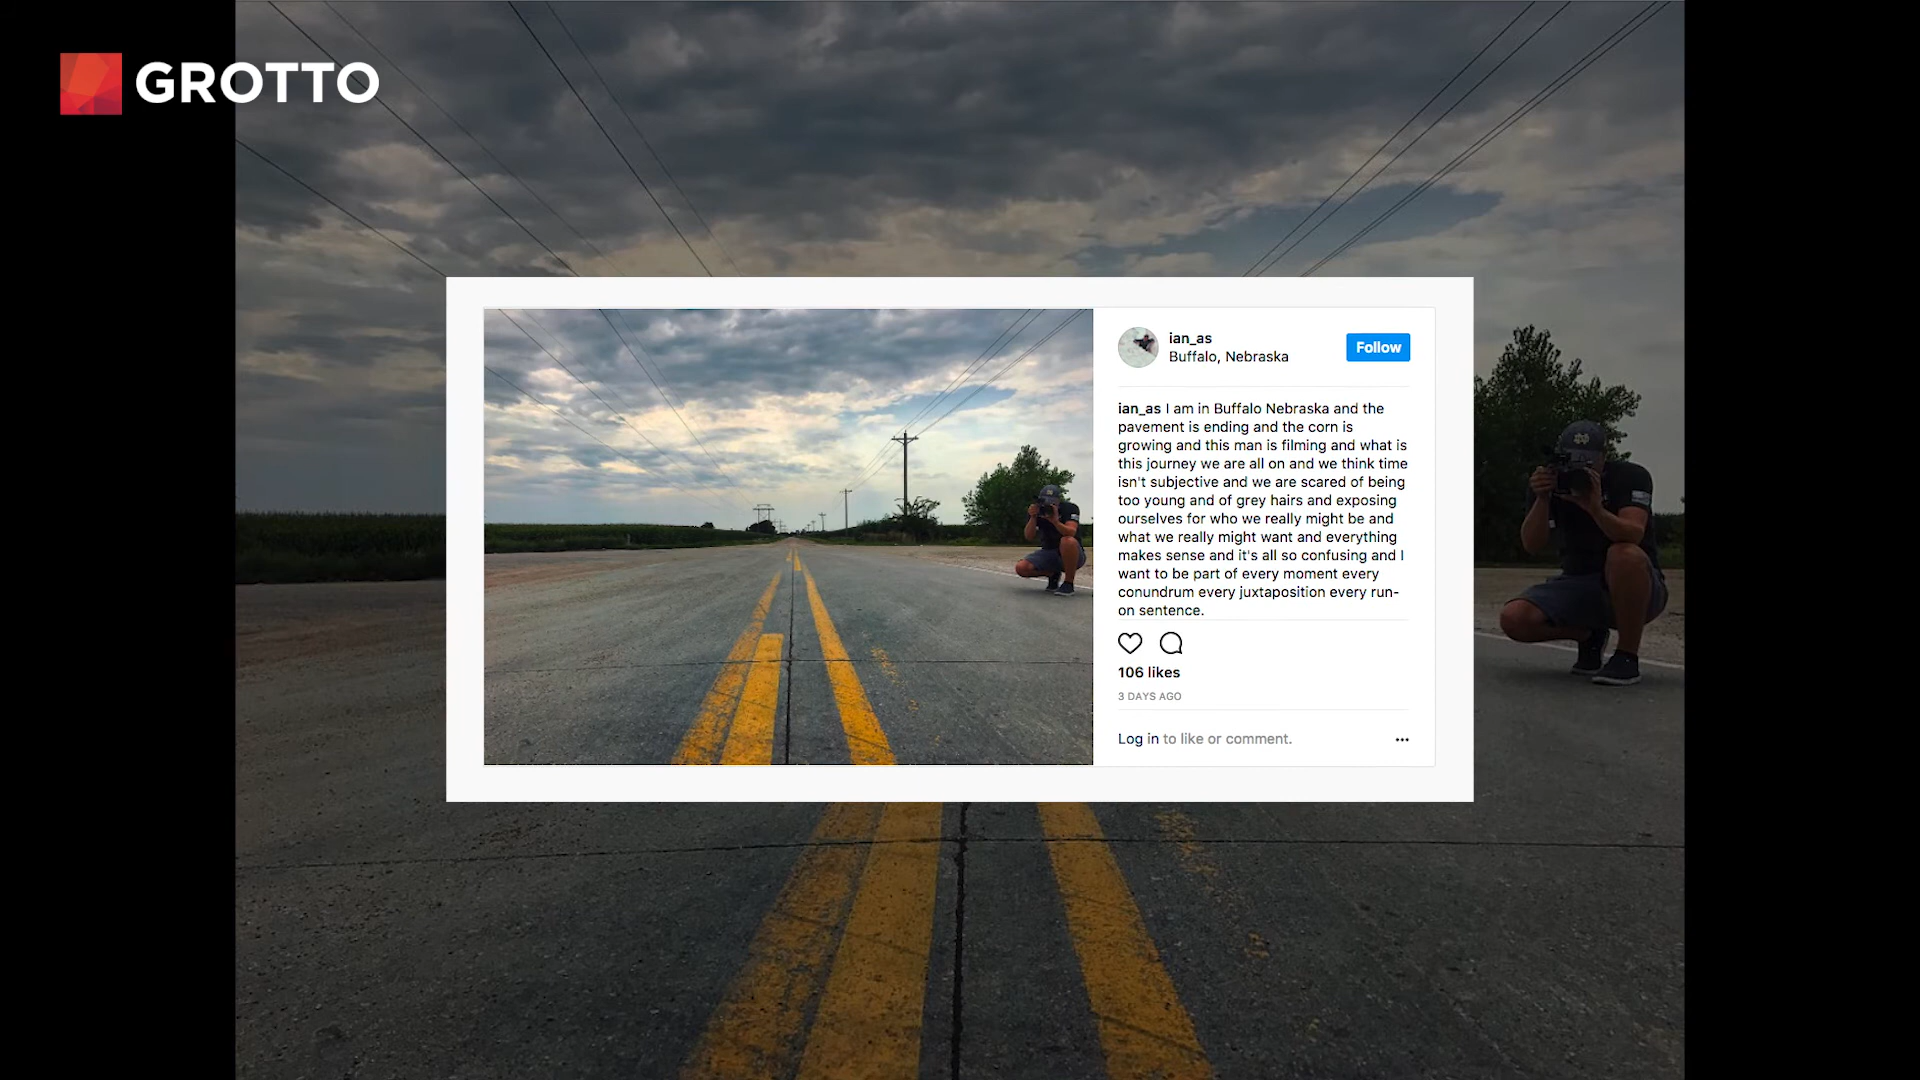 GROTTO
ian_as
Buffalo, Nebraska
Follow
ian_as I am in Buffalo Nebraska and the
pavement is ending and the corn is
growing and this man is filming and what is
this journey we are all on and we think time
isn't subjective and we are scared of being
too young and of grey hairs and exposing
ourselves for who we really might be and
what we really might want and everything
makes sense and it's all so confusing and I
want to be part of every moment every
conundrum every juxtaposition every run-
on sentence.
106 likes
3 DAYS AGO
Log in to like or comment.